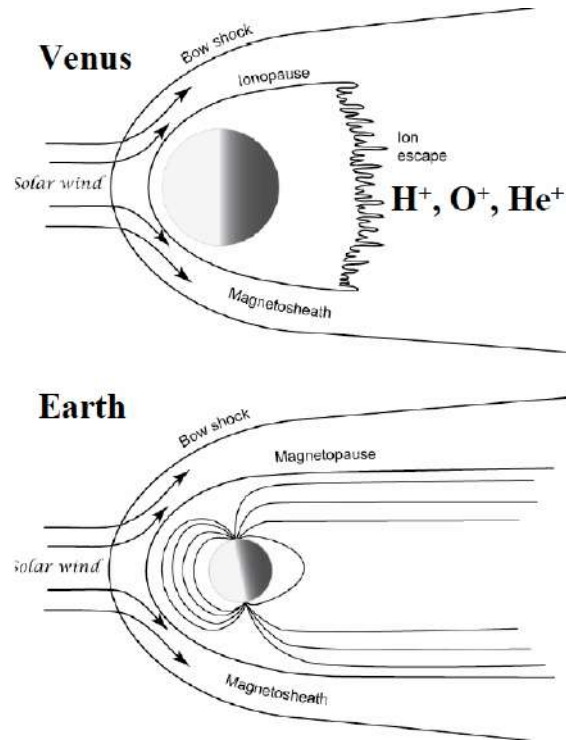 Venus
Bow shock
Ionopause
Ion
escape
Solar wind
H⁺, O⁺, He⁺
Magnetosheath
Earth
Bow shock
Magnetopause
Solar wind
Magnetosheath